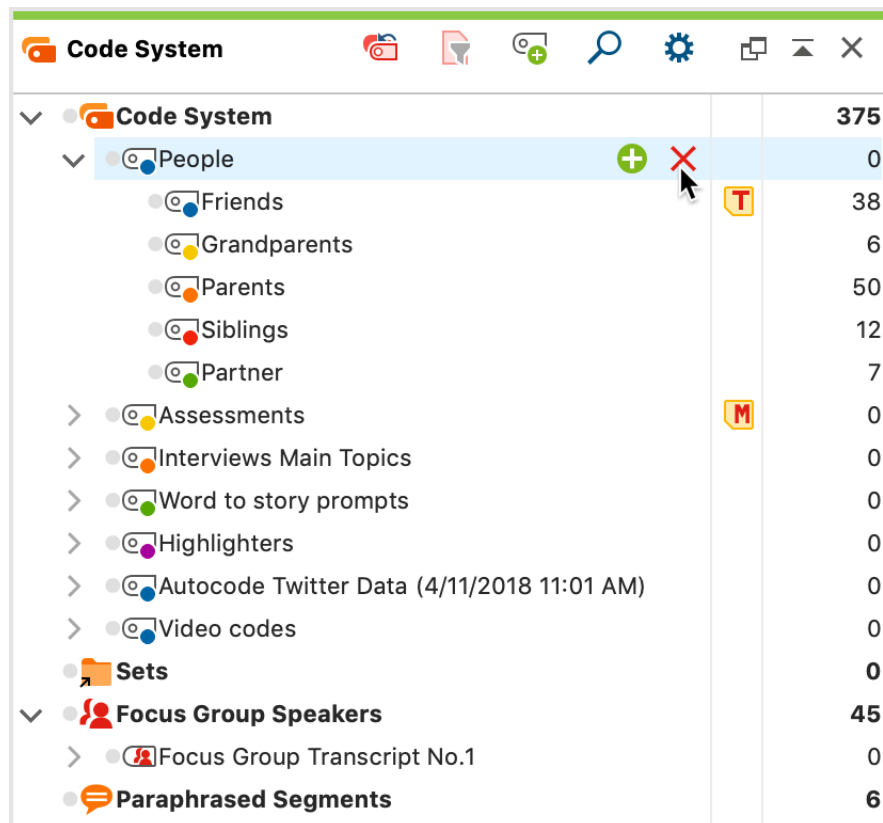 Code System
Code System 375
People 0
Friends T 38
Grandparents 6
Parents 50
Siblings 12
Partner 7
Assessments M 0
Interviews Main Topics 0
Word to story prompts 0
Highlighters 0
Autocode Twitter Data (4/11/2018 11:01 AM) 0
Video codes 0
Sets 0
Focus Group Speakers 45
Focus Group Transcript No.1 0
Paraphrased Segments 6